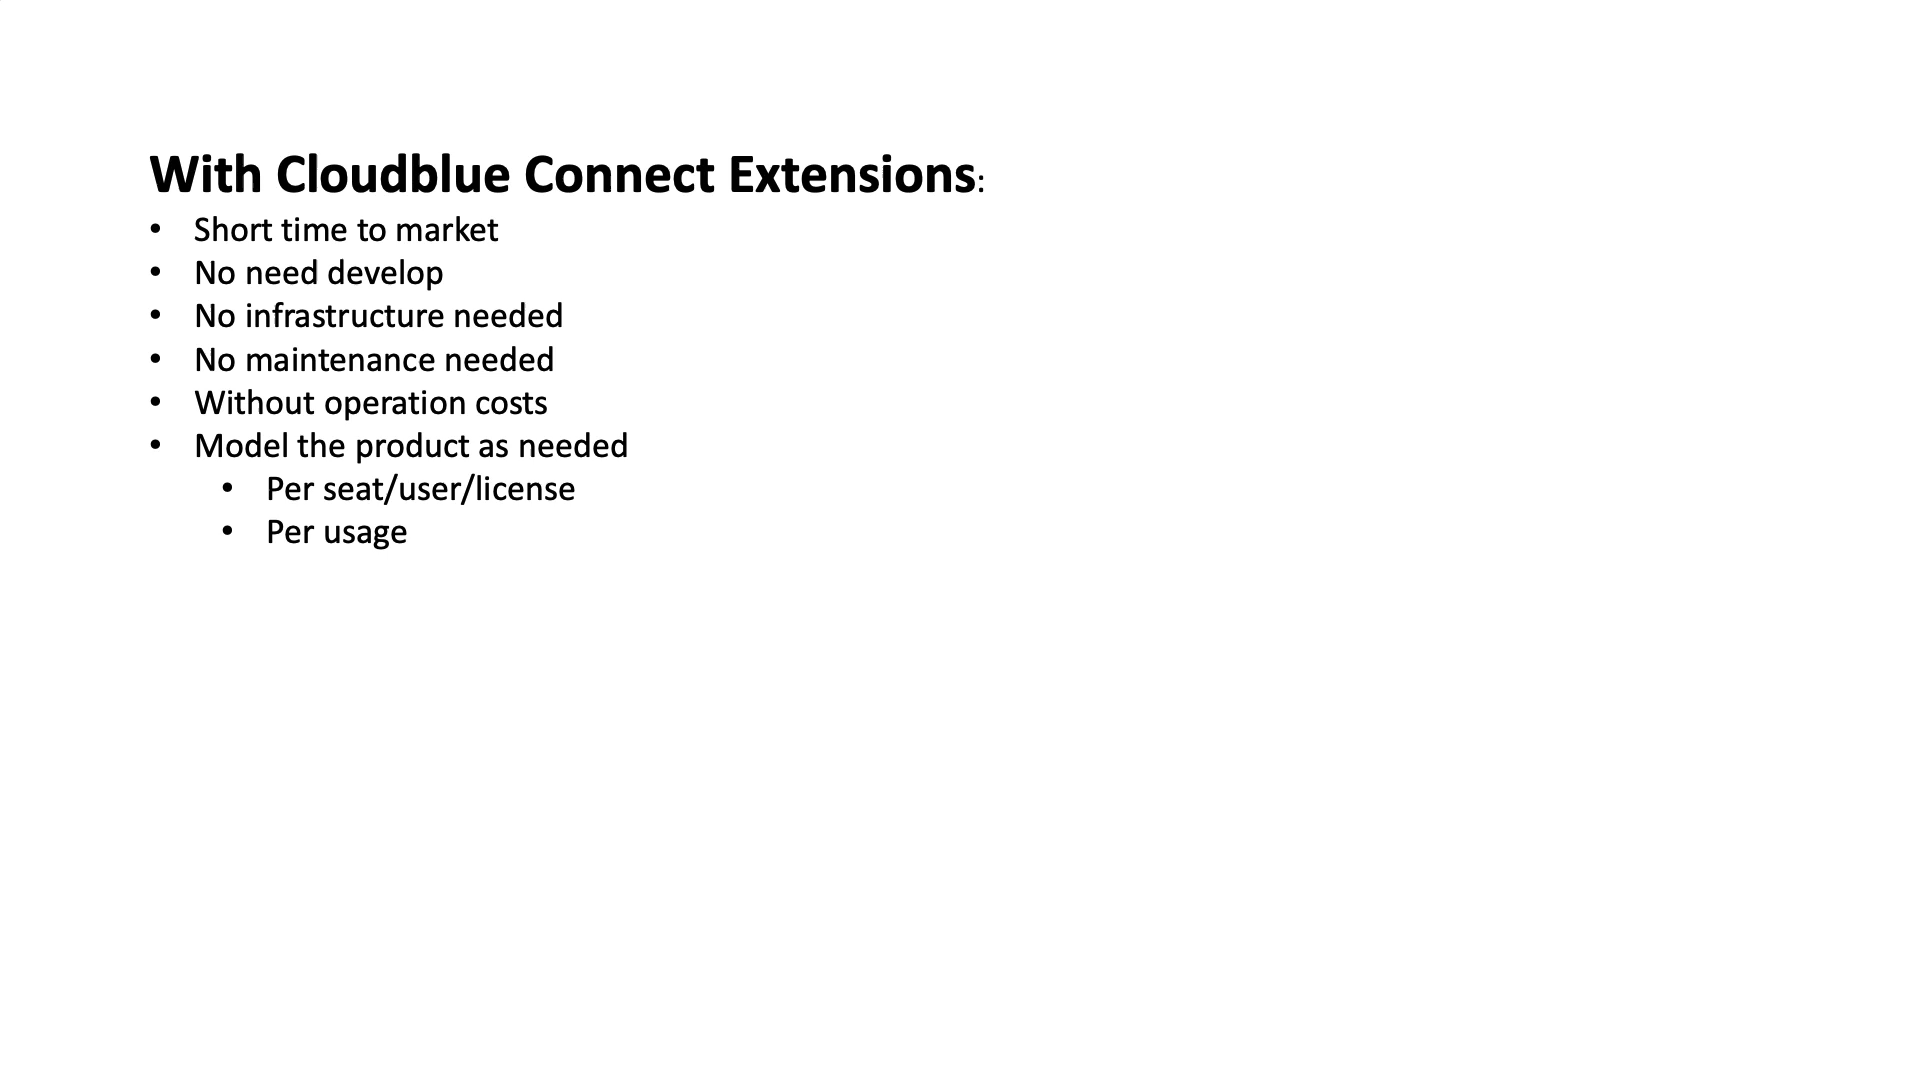 With Cloudblue Connect Extensions:
• Short time to market
• No need develop
• No infrastructure needed
• No maintenance needed
• Without operation costs
• Model the product as needed
• Per seat/user/license
• Per usage